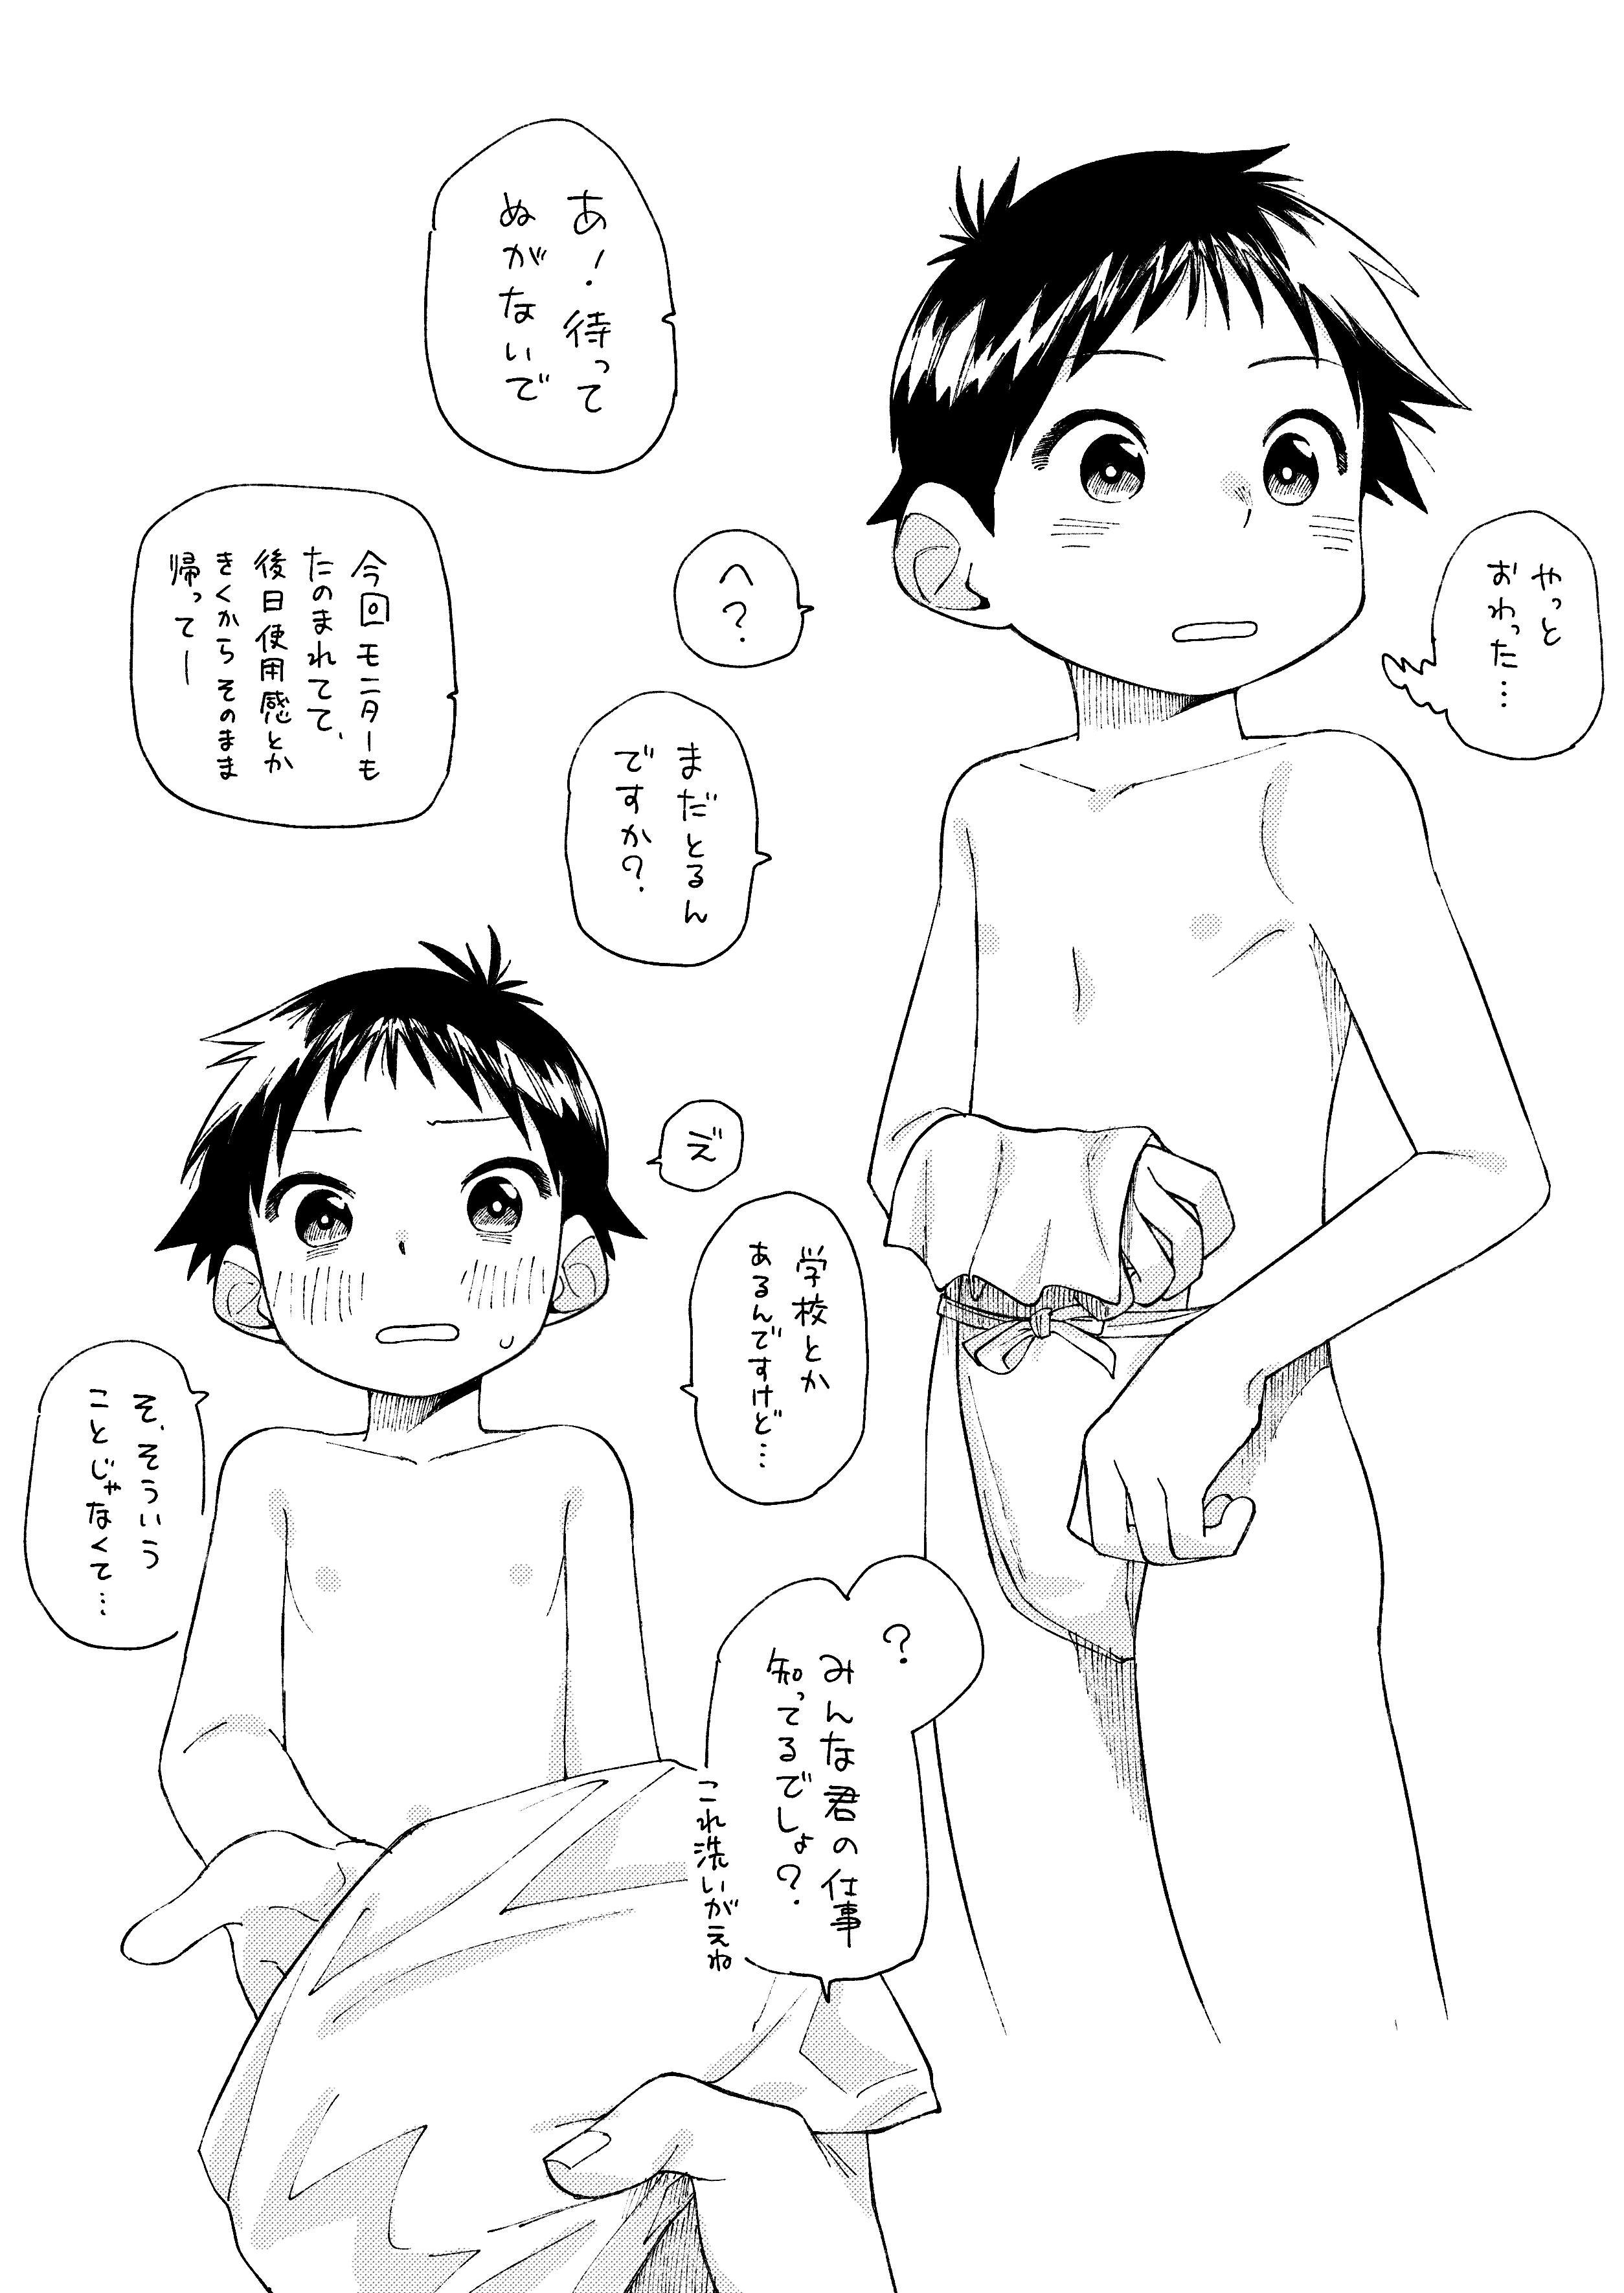 やっと
おわった…
あ!待って
ぬがないで
へ?
今回モニターも
たのまれてて、
後日使用感とか
きくからそのまま
帰ってー
まだとるん
ですか?
え゛
学校とか
あるんですけど…
そ、そういう
ことじゃなくて…
?
みんな君の仕事
知ってるでしょ?
これ洗いがえね